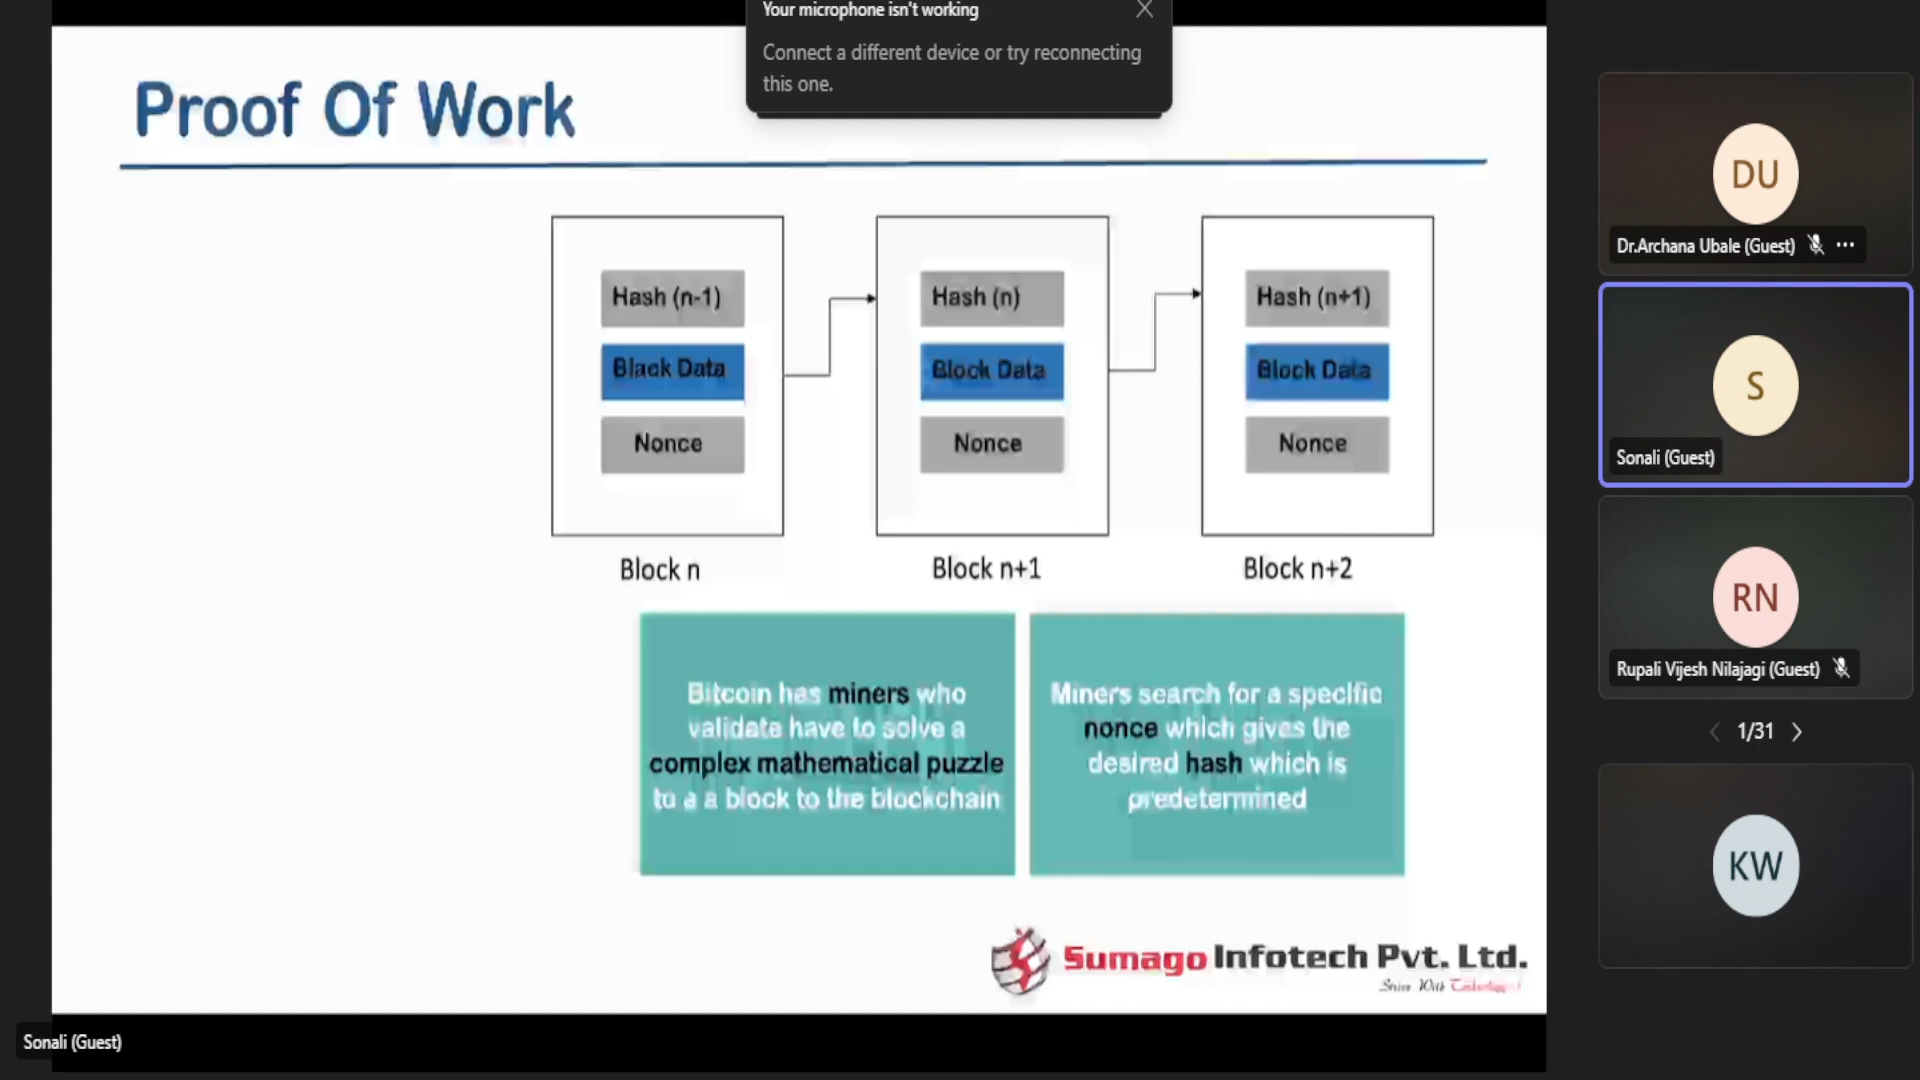 Your microphone isn't working
Connect a different device or try reconnecting
this one.
Proof Of Work
Hash (n-1)
Hash (n)
Hash (n+1)
Black Data
Block Data
Block Data
Nonce
Nonce
Nonce
Block n
Block n+1
Block n+2
Bitcoin has miners who
validate have to solve a
complex mathematical puzzle
to a a block to the blockchain
Miners search for a specific
nonce which gives the
desired hash which is
predetermined
Sumago Infotech Pvt. Ltd.
With
Sonali (Guest)
DU
Dr.Archana Ubale (Guest)
S
Sonali (Guest)
RN
Rupali Vijesh Nilajagi (Guest)
1/31
KW